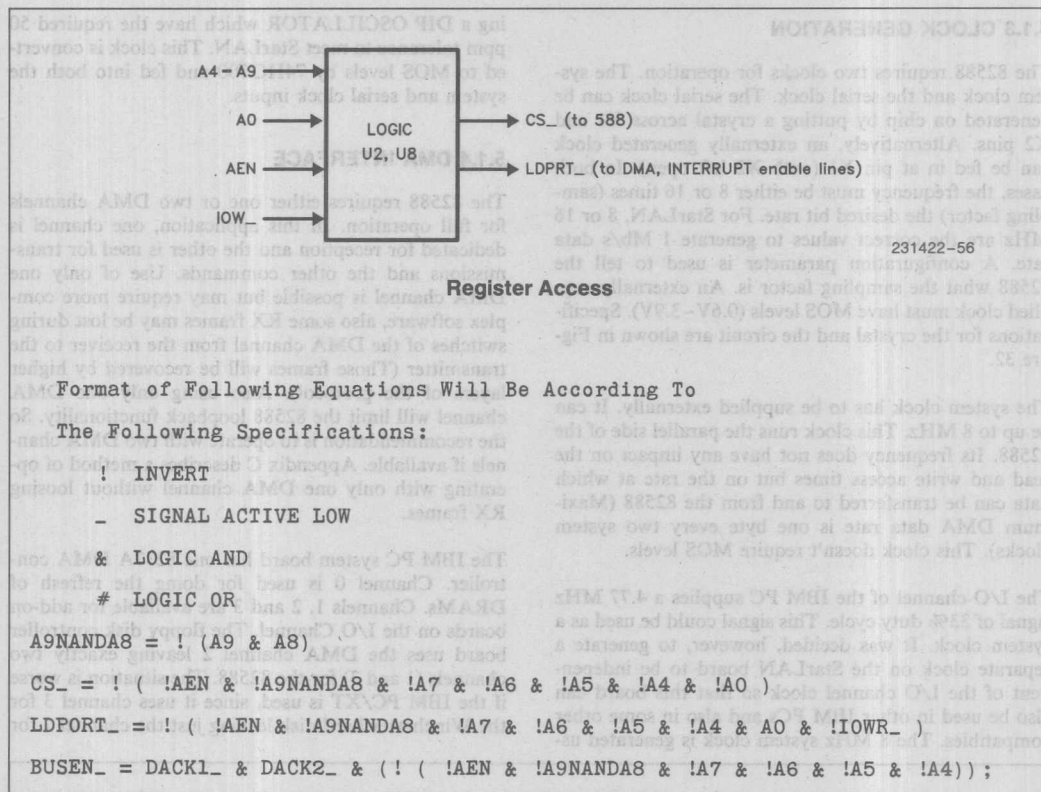 A4–A9
A0
AEN
IOW_
LOGIC
U2, U8
CS_ (to 588)
LDPRT_ (to DMA, INTERRUPT enable lines)
231422–56
Register Access
Format of Following Equations Will Be According To
The Following Specifications:
! INVERT
_ SIGNAL ACTIVE LOW
& LOGIC AND
# LOGIC OR
A9NANDA8 = ! (A9 & A8)
CS_ = ! ( !AEN & !A9NANDA8 & !A7 & !A6 & !A5 & !A4 & !A0 )
LDPORT_ = !( !AEN & !A9NANDA8 & !A7 & !A6 & !A5 & !A4 & A0 & !IOWR_ )
BUSEN_ = DACK1_ & DACK2_ & (! ( !AEN & !A9NANDA8 & !A7 & !A6 & !A5 & !A4));